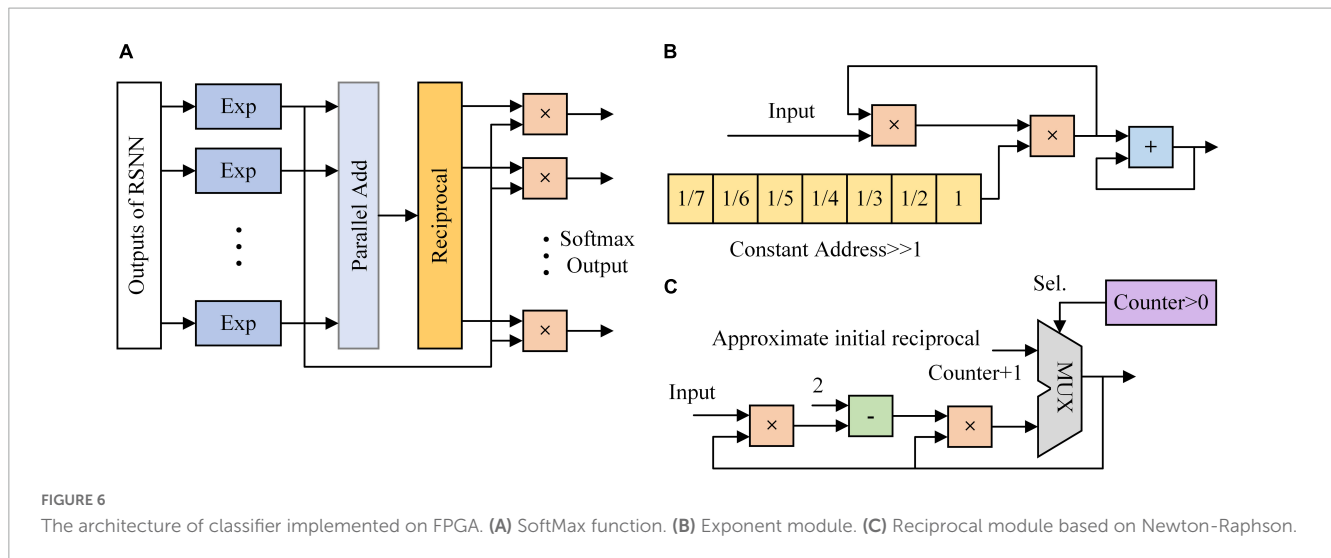 A
Outputs of RSNN
Exp
Exp
Exp
Parallel Add
Reciprocal
×
×
×
Softmax
Output
B
Input
×
×
+
1/7 1/6 1/5 1/4 1/3 1/2 1
Constant Address>>1
C
Sel.
Counter>0
Approximate initial reciprocal
Counter+1
MUX
Input
2
×
-
×
FIGURE 6
The architecture of classifier implemented on FPGA. (A) SoftMax function. (B) Exponent module. (C) Reciprocal module based on Newton-Raphson.